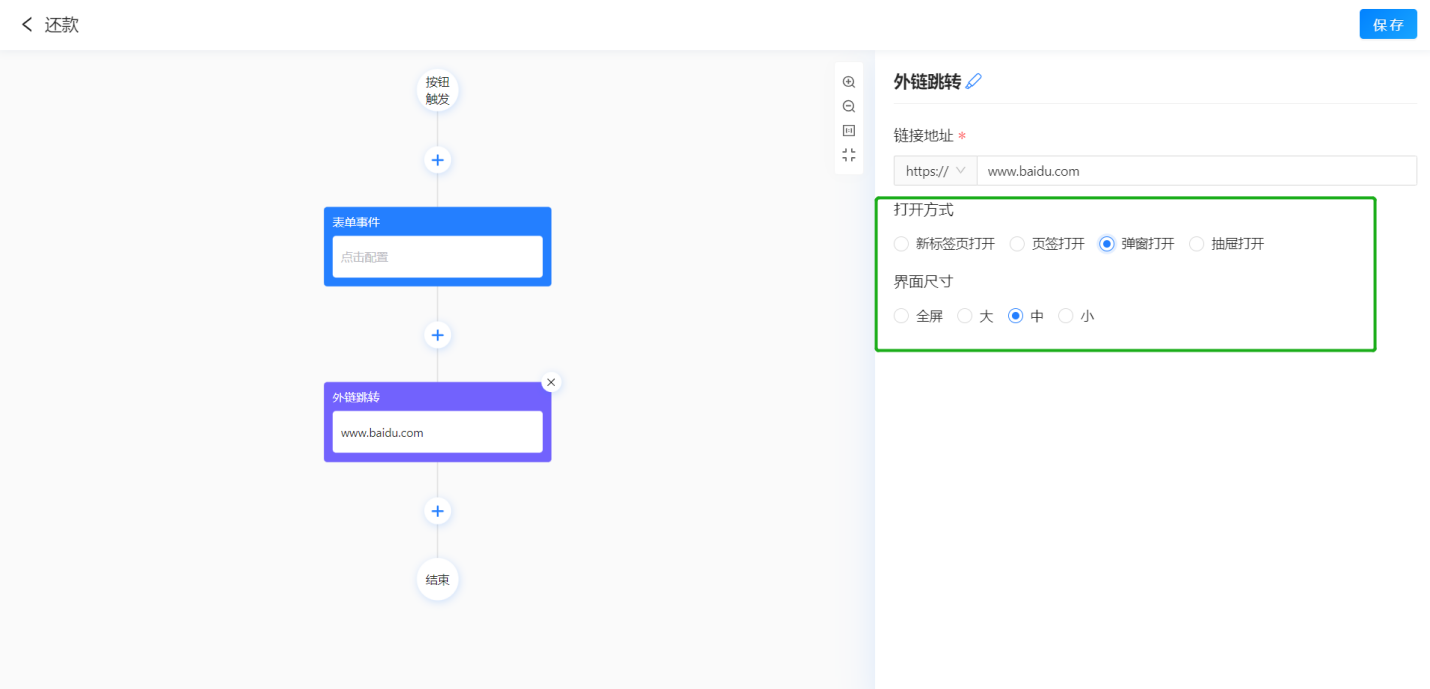 还款
保存
按钮
触发
表单事件
点击配置
外链跳转
www.baidu.com
结束
外链跳转
链接地址 *
https:// www.baidu.com
打开方式
新标签页打开 页签打开 弹窗打开 抽屉打开
界面尺寸
全屏 大 中 小